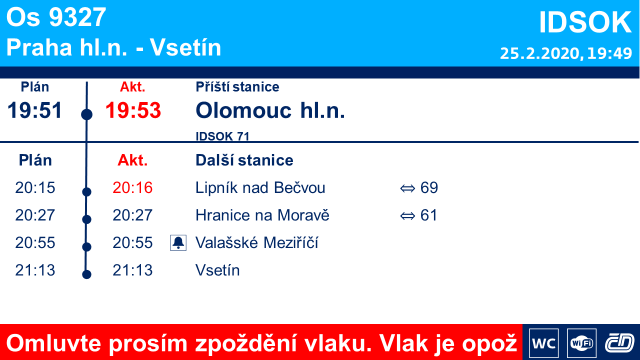 Os 9327
IDSOK
Praha hl.n. - Vsetín
25.2.2020, 19:49
Plán Akt. Příští stanice
19:51 19:53 Olomouc hl.n.
IDSOK 71
Plán Akt. Další stanice
20:15 20:16 Lipník nad Bečvou ⇔ 69
20:27 20:27 Hranice na Moravě ⇔ 61
20:55 20:55 Valašské Meziříčí
21:13 21:13 Vsetín
Omluvte prosím zpoždění vlaku. Vlak je opož WC WiFi ČD